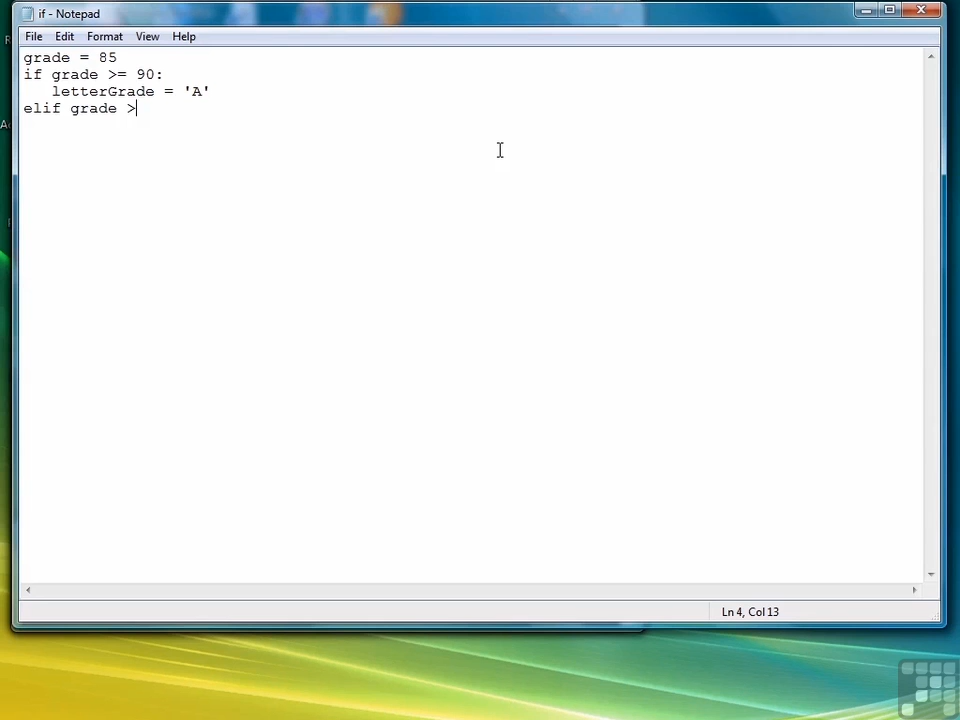 if - Notepad
File Edit Format View Help
grade = 85
if grade >= 90:
   letterGrade = 'A'
elif grade >
Ln 4, Col 13